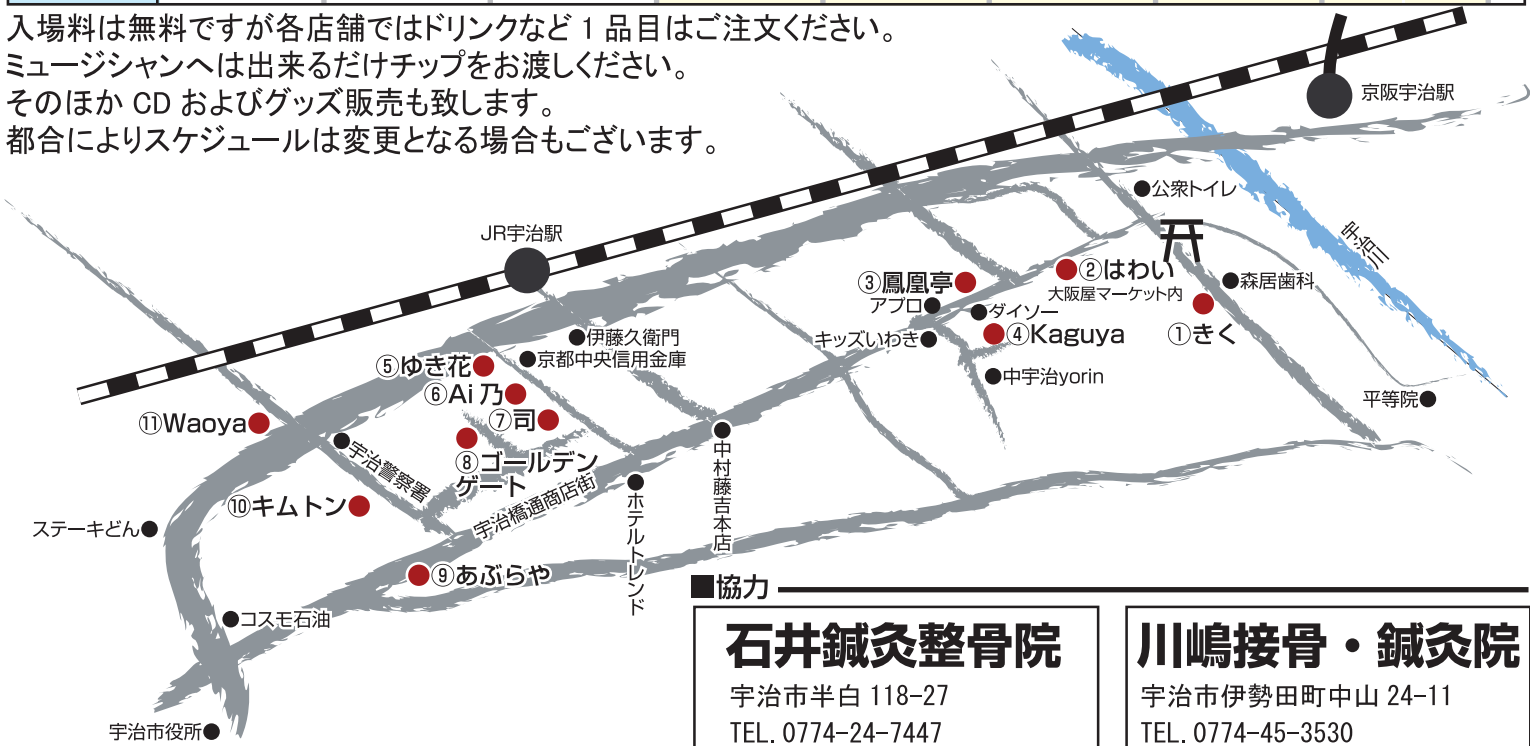 入場料は無料ですが各店舗ではドリンクなど1品目はご注文ください。
ミュージシャンへは出来るだけチップをお渡しください。
そのほか CD およびグッズ販売も致します。
都合によりスケジュールは変更となる場合もございます。
京阪宇治駅
公衆トイレ
宇治川
JR宇治駅
②はわい
大阪屋マーケット内
③鳳凰亭
アブロ
森居歯科
①きく
ダイソー
④Kaguya
キッズいわき
中宇治yorin
平等院
伊藤久衛門
京都中央信用金庫
⑤ゆき花
⑥Ai 乃
⑦司
⑧ゴールデン
ゲート
⑪Waoya
宇治警察署
⑩キムトン
宇治橋通商店街
ホテルトレンド
中村藤吉本店
ステーキどん
⑨あぶらや
コスモ石油
宇治市役所
■協力
石井鍼灸整骨院
宇治市半白 118-27
TEL. 0774-24-7447
川嶋接骨・鍼灸院
宇治市伊勢田町中山 24-11
TEL. 0774-45-3530